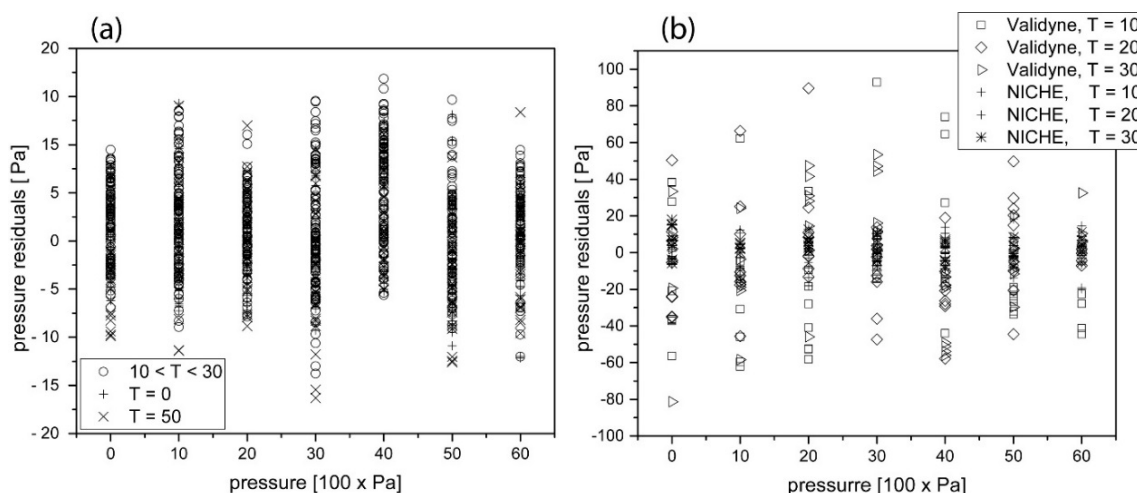 (a)
20
10
15
5
0
-5
-10
-15
-20
pressure residuals [ Pa]
10 < T < 30
T = 0
T = 50
0 10 20 30 40 50 60
pressure [100 x Pa]
(b)
100
80
60
40
20
0
-20
-40
-60
-80
-100
pressure residuals [ Pa]
Validyne, T = 10
Validyne, T = 20
Validyne, T = 30
NICHE, T = 10
NICHE, T = 20
NICHE, T = 30
0 10 20 30 40 50 60
pressurre [100 x Pa]